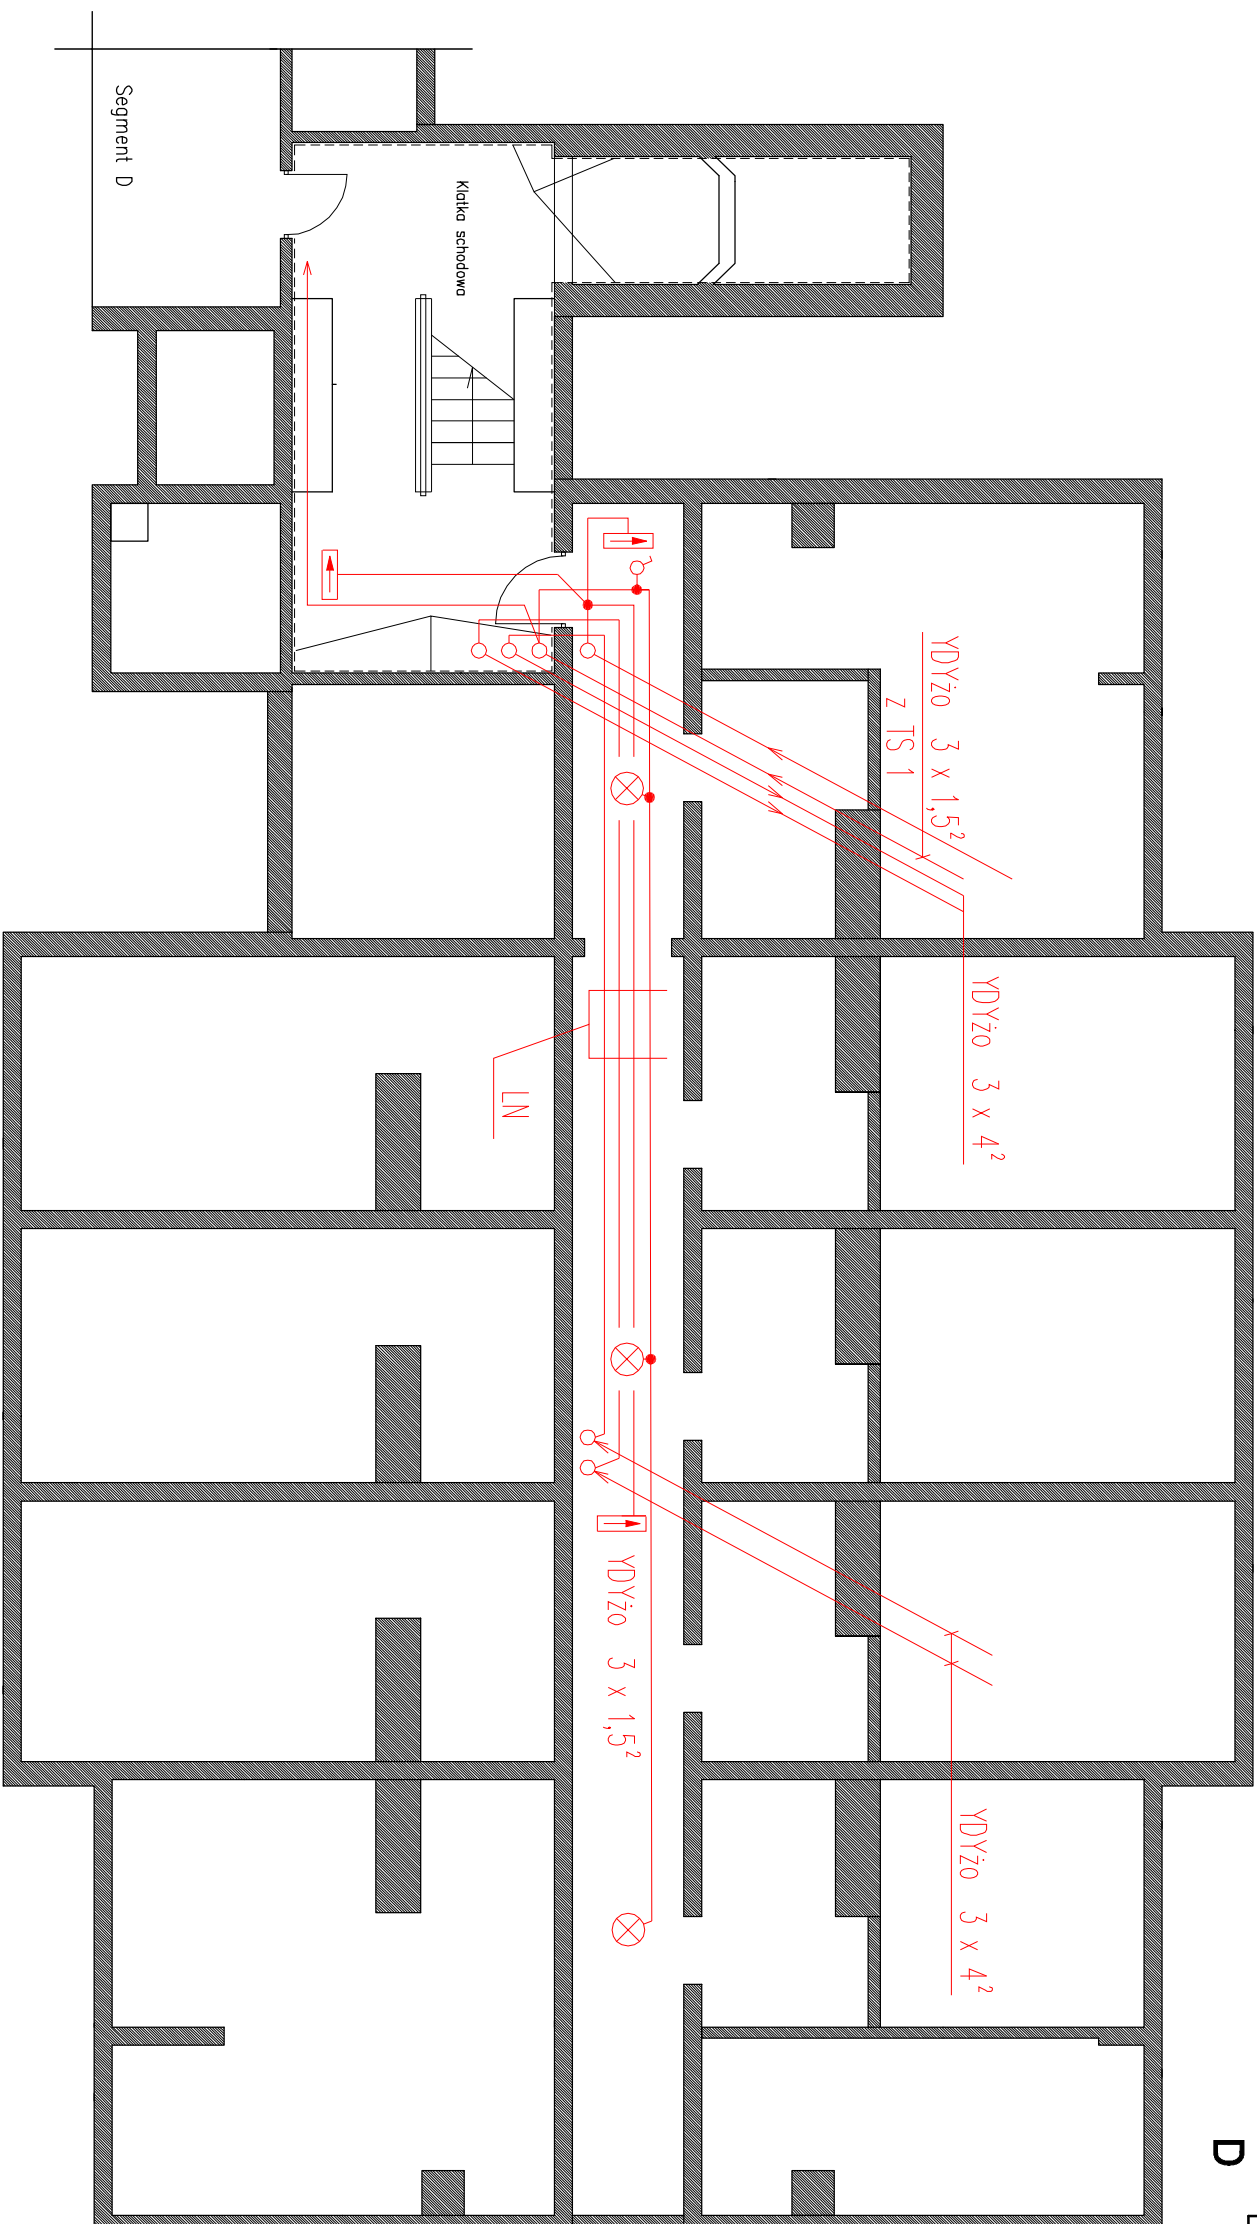 Segment D
Klatka schodowa
YDYżo 3 x 1,5²
z TS 1
YDYżo 3 x 4²
LN
YDYżo 3 x 1,5²
YDYżo 3 x 4²
D